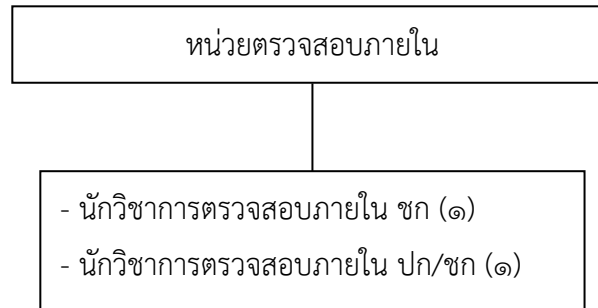 หน่วยตรวจสอบภายใน
- นักวิชาการตรวจสอบภายใน ชก (๑)
- นักวิชาการตรวจสอบภายใน ปก/ชก (๑)